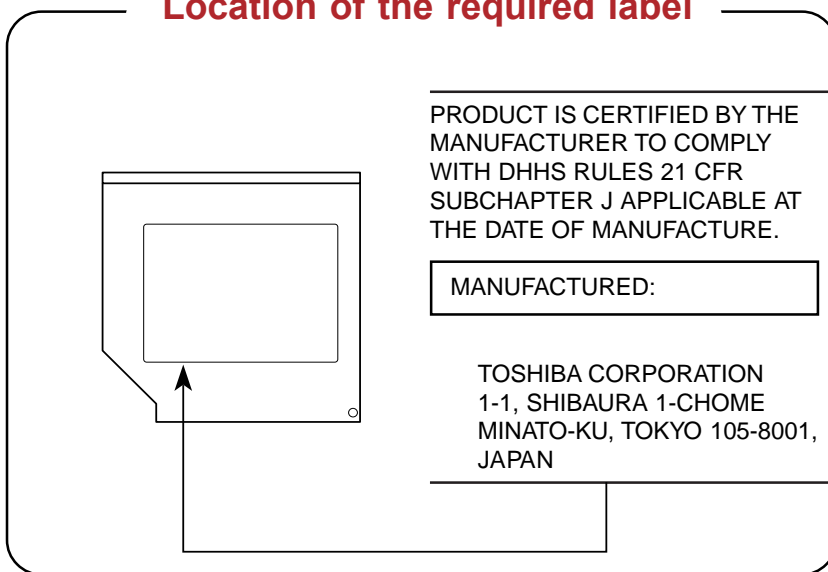 Location of the required label
PRODUCT IS CERTIFIED BY THE
MANUFACTURER TO COMPLY
WITH DHHS RULES 21 CFR
SUBCHAPTER J APPLICABLE AT
THE DATE OF MANUFACTURE.
MANUFACTURED:
TOSHIBA CORPORATION
1-1, SHIBAURA 1-CHOME
MINATO-KU, TOKYO 105-8001,
JAPAN